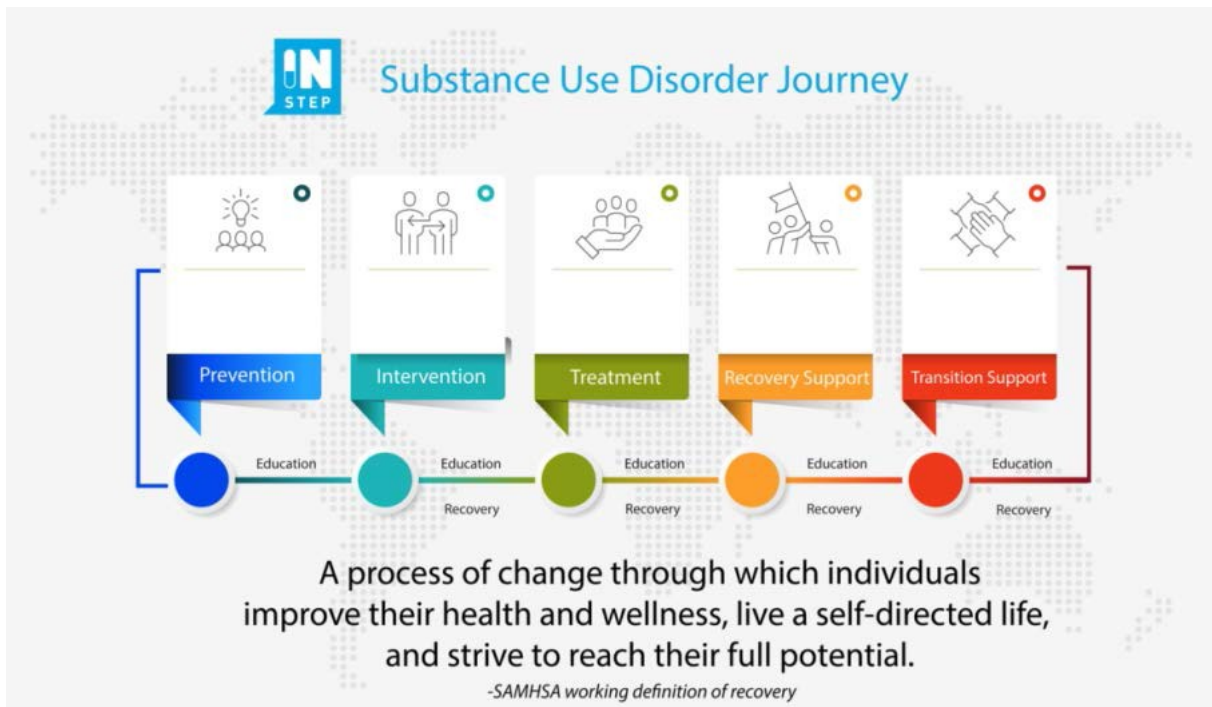 IN
STEP
Substance Use Disorder Journey
Prevention
Intervention
Treatment
Recovery Support
Transition Support
Education
Education
Education
Education
Education
Recovery
Recovery
Recovery
Recovery
A process of change through which individuals
improve their health and wellness, live a self-directed life,
and strive to reach their full potential.
-SAMHSA working definition of recovery